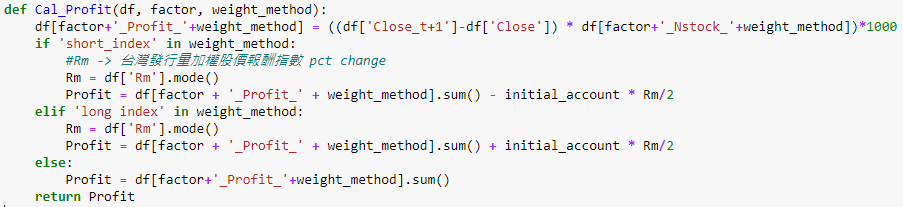 def Cal_Profit(df, factor, weight_method):
    df[factor+'_Profit_'+weight_method] = ((df['Close_t+1']-df['Close']) * df[factor+'_Nstock_'+weight_method])*1000
    if 'short_index' in weight_method:
        #Rm -> 台灣發行量加權股價報酬指數 pct change
        Rm = df['Rm'].mode()
        Profit = df[factor + '_Profit_' + weight_method].sum() - initial_account * Rm/2
    elif 'long index' in weight_method:
        Rm = df['Rm'].mode()
        Profit = df[factor + '_Profit_' + weight_method].sum() + initial_account * Rm/2
    else:
        Profit = df[factor+'_Profit_'+weight_method].sum()
    return Profit